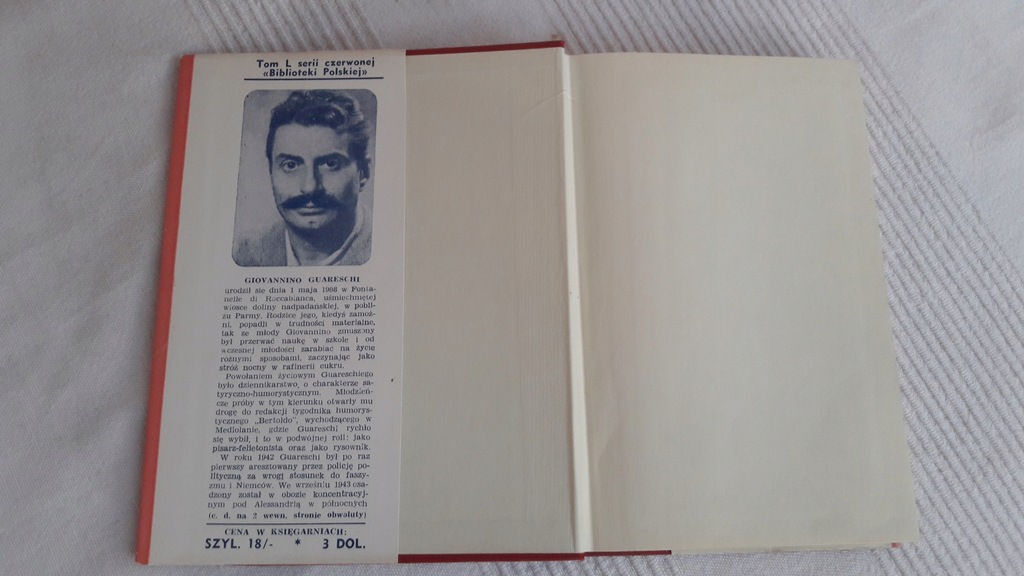 Tom L serii czerwonej
«Biblioteki Polskiej»
GIOVANNINO GUARESCHI
urodził się dnia 1 maja 1908 w Fonta-
nelle di Roccabianca, uśmiechniętej
wiosce doliny nadpadańskiej, w pobli-
żu Parmy. Rodzice jego, kiedyś zamoż-
ni, popadli w trudności materialne,
tak że młody Giovannino zmuszony
był przerwać naukę w szkole i od
wczesnej młodości zarabiać na życie
różnymi sposobami, zaczynając jako
stróż nocny w rafinerii cukru.
Powołaniem życiowym Guareschiego
było dziennikarstwo, o charakterze sa-
tyryczno-humorystycznym. Młodzień-
cze próby w tym kierunku otwarły mu
drogę do redakcji tygodnika humorys-
tycznego „Bertoldo", wychodzącego w
Mediolanie, gdzie Guareschi rychło
się wybił, i to w podwójnej roli: jako
pisarz-felietonista oraz jako rysownik.
W roku 1942 Guareschi był po raz
pierwszy aresztowany przez policję po-
lityczną za wrogi stosunek do faszyz-
mu i Niemców. We wrześniu 1943 osa-
dzony został w obozie koncentracyj-
nym pod Alessandrią w północnych
(c. d. na 2 wewn. stronie obwoluty)
CENA W KSIĘGARNIACH:
SZYL. 18/- * 3 DOL.